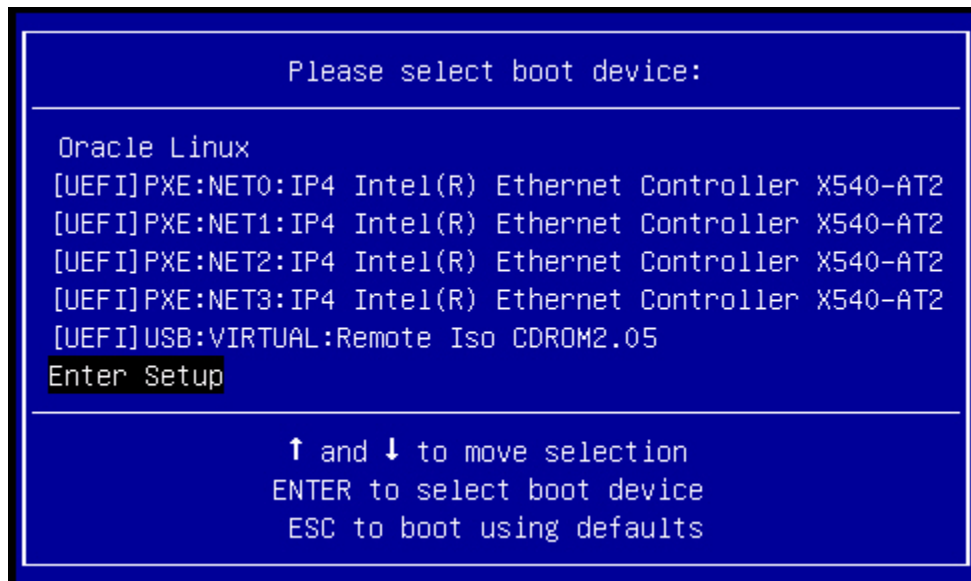 Please select boot device:
Oracle Linux
[UEFI]PXE:NET0:IP4 Intel(R) Ethernet Controller X540-AT2
[UEFI]PXE:NET1:IP4 Intel(R) Ethernet Controller X540-AT2
[UEFI]PXE:NET2:IP4 Intel(R) Ethernet Controller X540-AT2
[UEFI]PXE:NET3:IP4 Intel(R) Ethernet Controller X540-AT2
[UEFI]USB:VIRTUAL:Remote Iso CDROM2.05
Enter Setup
↑ and ↓ to move selection
ENTER to select boot device
ESC to boot using defaults